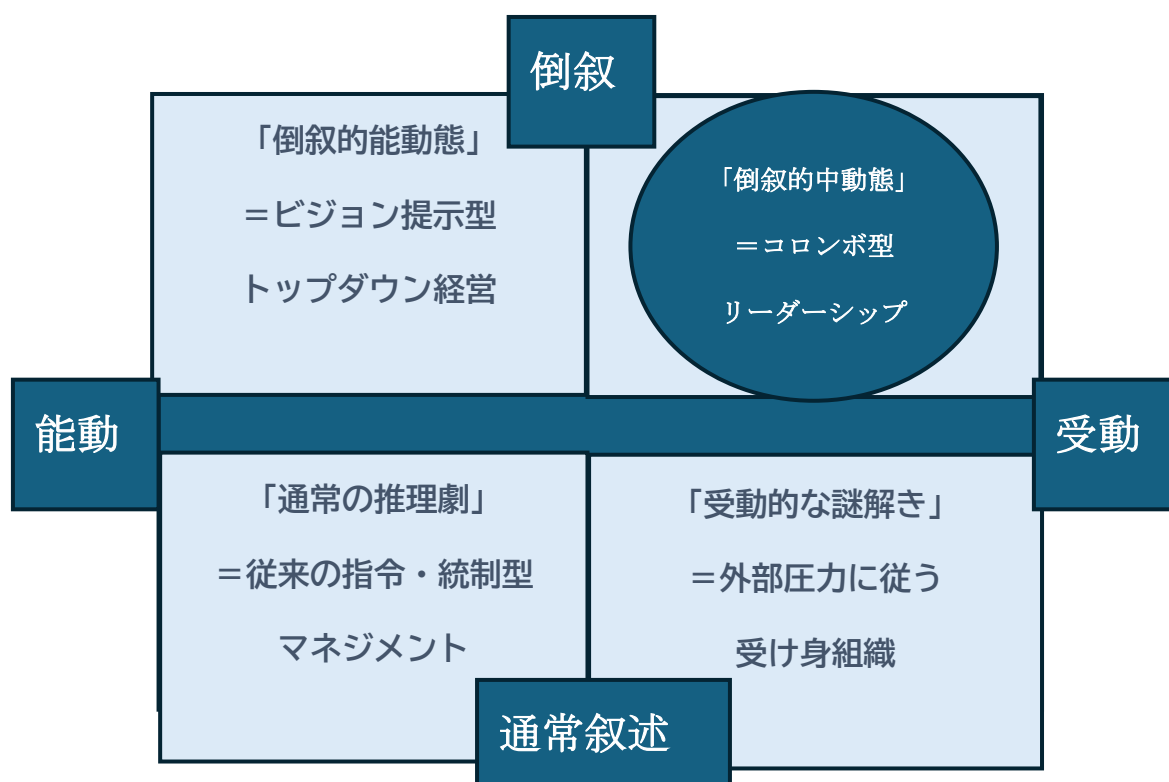 倒叙
「倒叙的能動態」
＝ビジョン提示型
トップダウン経営
「倒叙的中動態」
＝コロンボ型
リーダーシップ
能動
受動
「通常の推理劇」
＝従来の指令・統制型
マネジメント
「受動的な謎解き」
＝外部圧力に従う
受け身組織
通常叙述